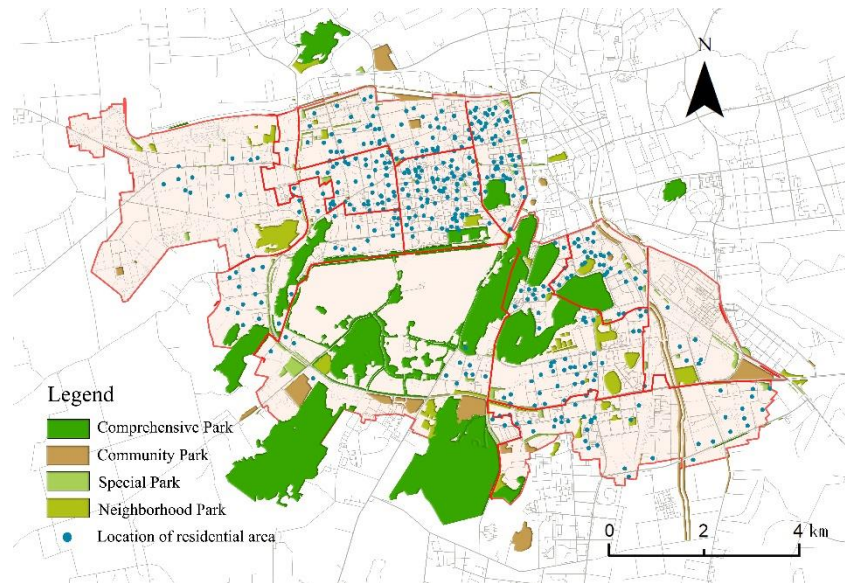 N
Legend
Comprehensive Park
Community Park
Special Park
Neighborhood Park
Location of residential area
0 2 4 km